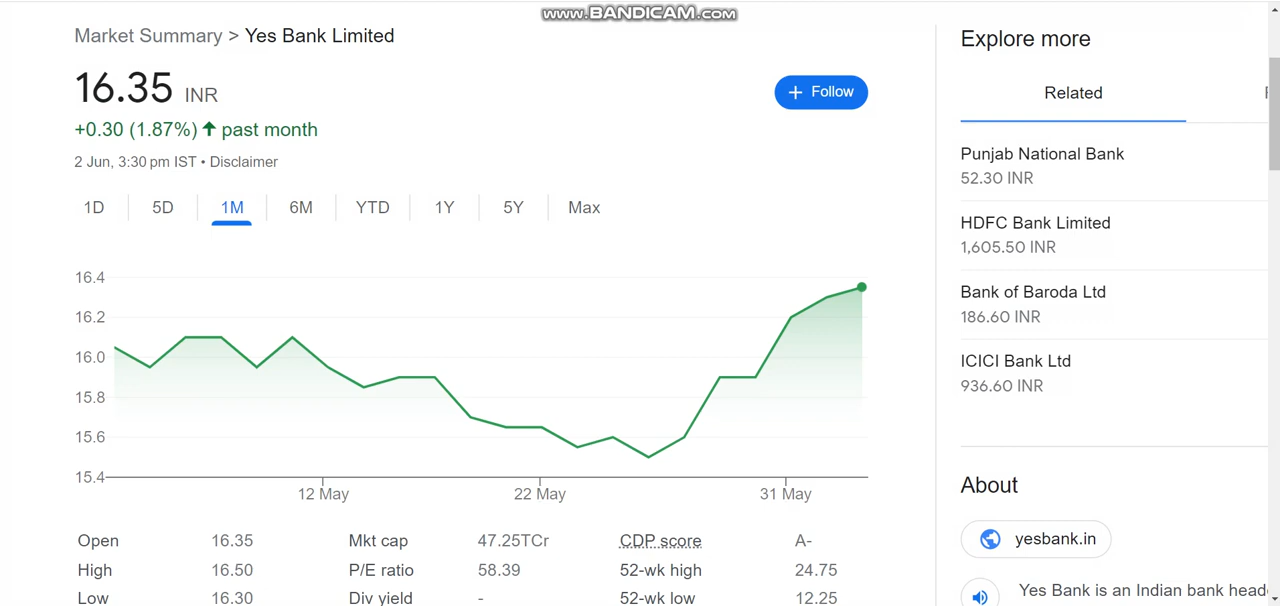 www.BANDICAM.com
Market Summary > Yes Bank Limited
16.35 INR
+ Follow
+0.30 (1.87%) ↑ past month
2 Jun, 3:30 pm IST • Disclaimer
1D 5D 1M 6M YTD 1Y 5Y Max
16.4
16.2
16.0
15.8
15.6
15.4
12 May 22 May 31 May
Open 16.35 Mkt cap 47.25TCr CDP score A-
High 16.50 P/E ratio 58.39 52-wk high 24.75
Low 16.30 Div yield - 52-wk low 12.25
Explore more
Related
Punjab National Bank
52.30 INR
HDFC Bank Limited
1,605.50 INR
Bank of Baroda Ltd
186.60 INR
ICICI Bank Ltd
936.60 INR
About
yesbank.in
Yes Bank is an Indian bank head